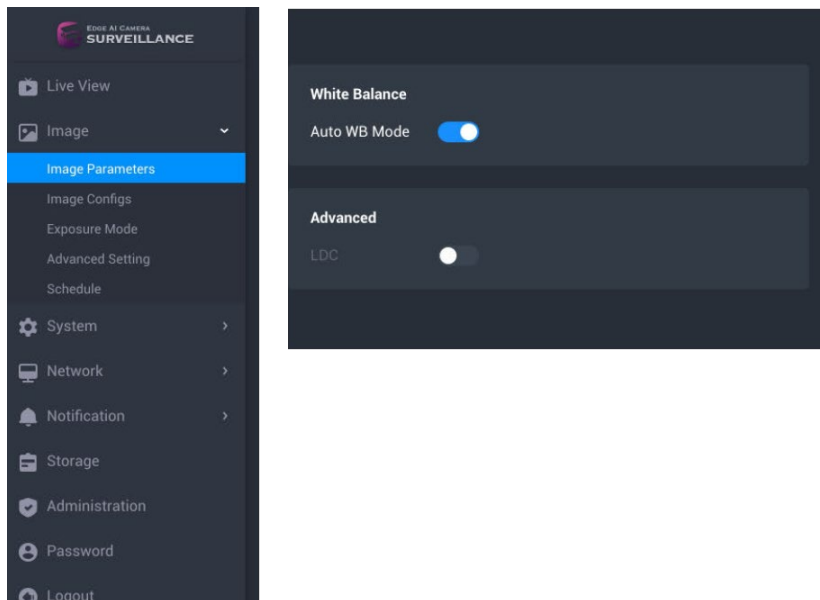 EDGE AI CAMERA
SURVEILLANCE
Live View
Image
Image Parameters
Image Configs
Exposure Mode
Advanced Setting
Schedule
System
Network
Notification
Storage
Administration
Password
Logout
White Balance
Auto WB Mode
Advanced
LDC